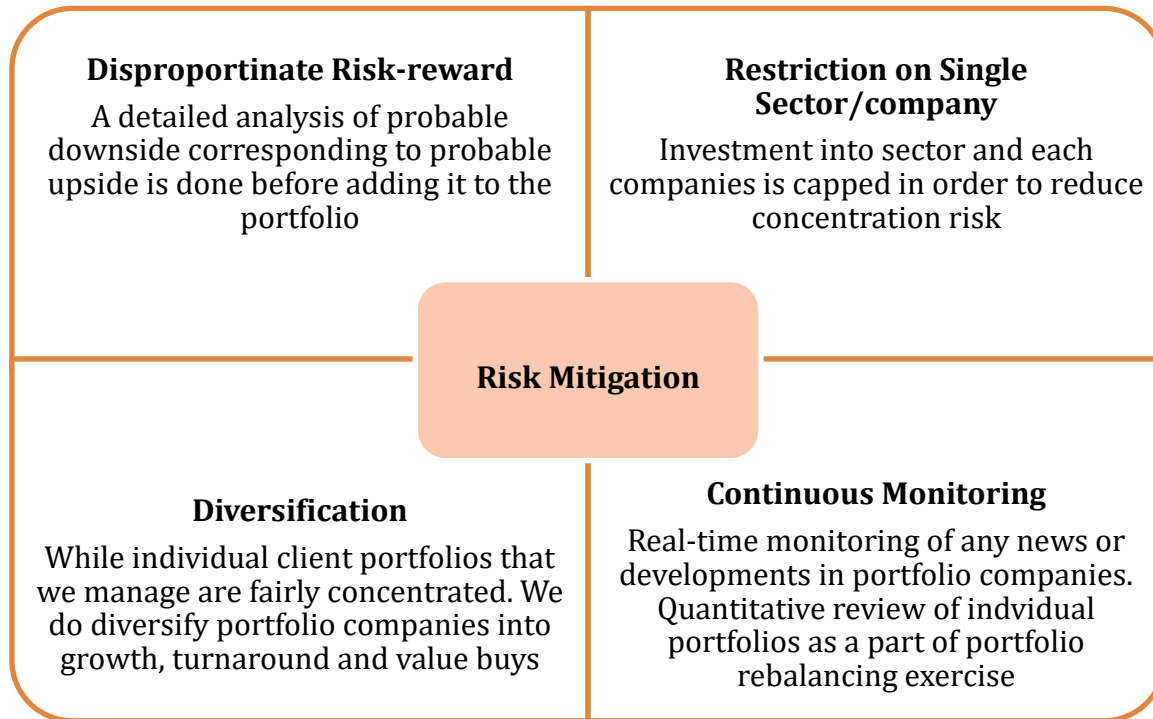 Disproportinate Risk-reward
A detailed analysis of probable
downside corresponding to probable
upside is done before adding it to the
portfolio
Restriction on Single
Sector/company
Investment into sector and each
companies is capped in order to reduce
concentration risk
Risk Mitigation
Diversification
While individual client portfolios that
we manage are fairly concentrated. We
do diversify portfolio companies into
growth, turnaround and value buys
Continuous Monitoring
Real-time monitoring of any news or
developments in portfolio companies.
Quantitative review of indvidual
portfolios as a part of portfolio
rebalancing exercise